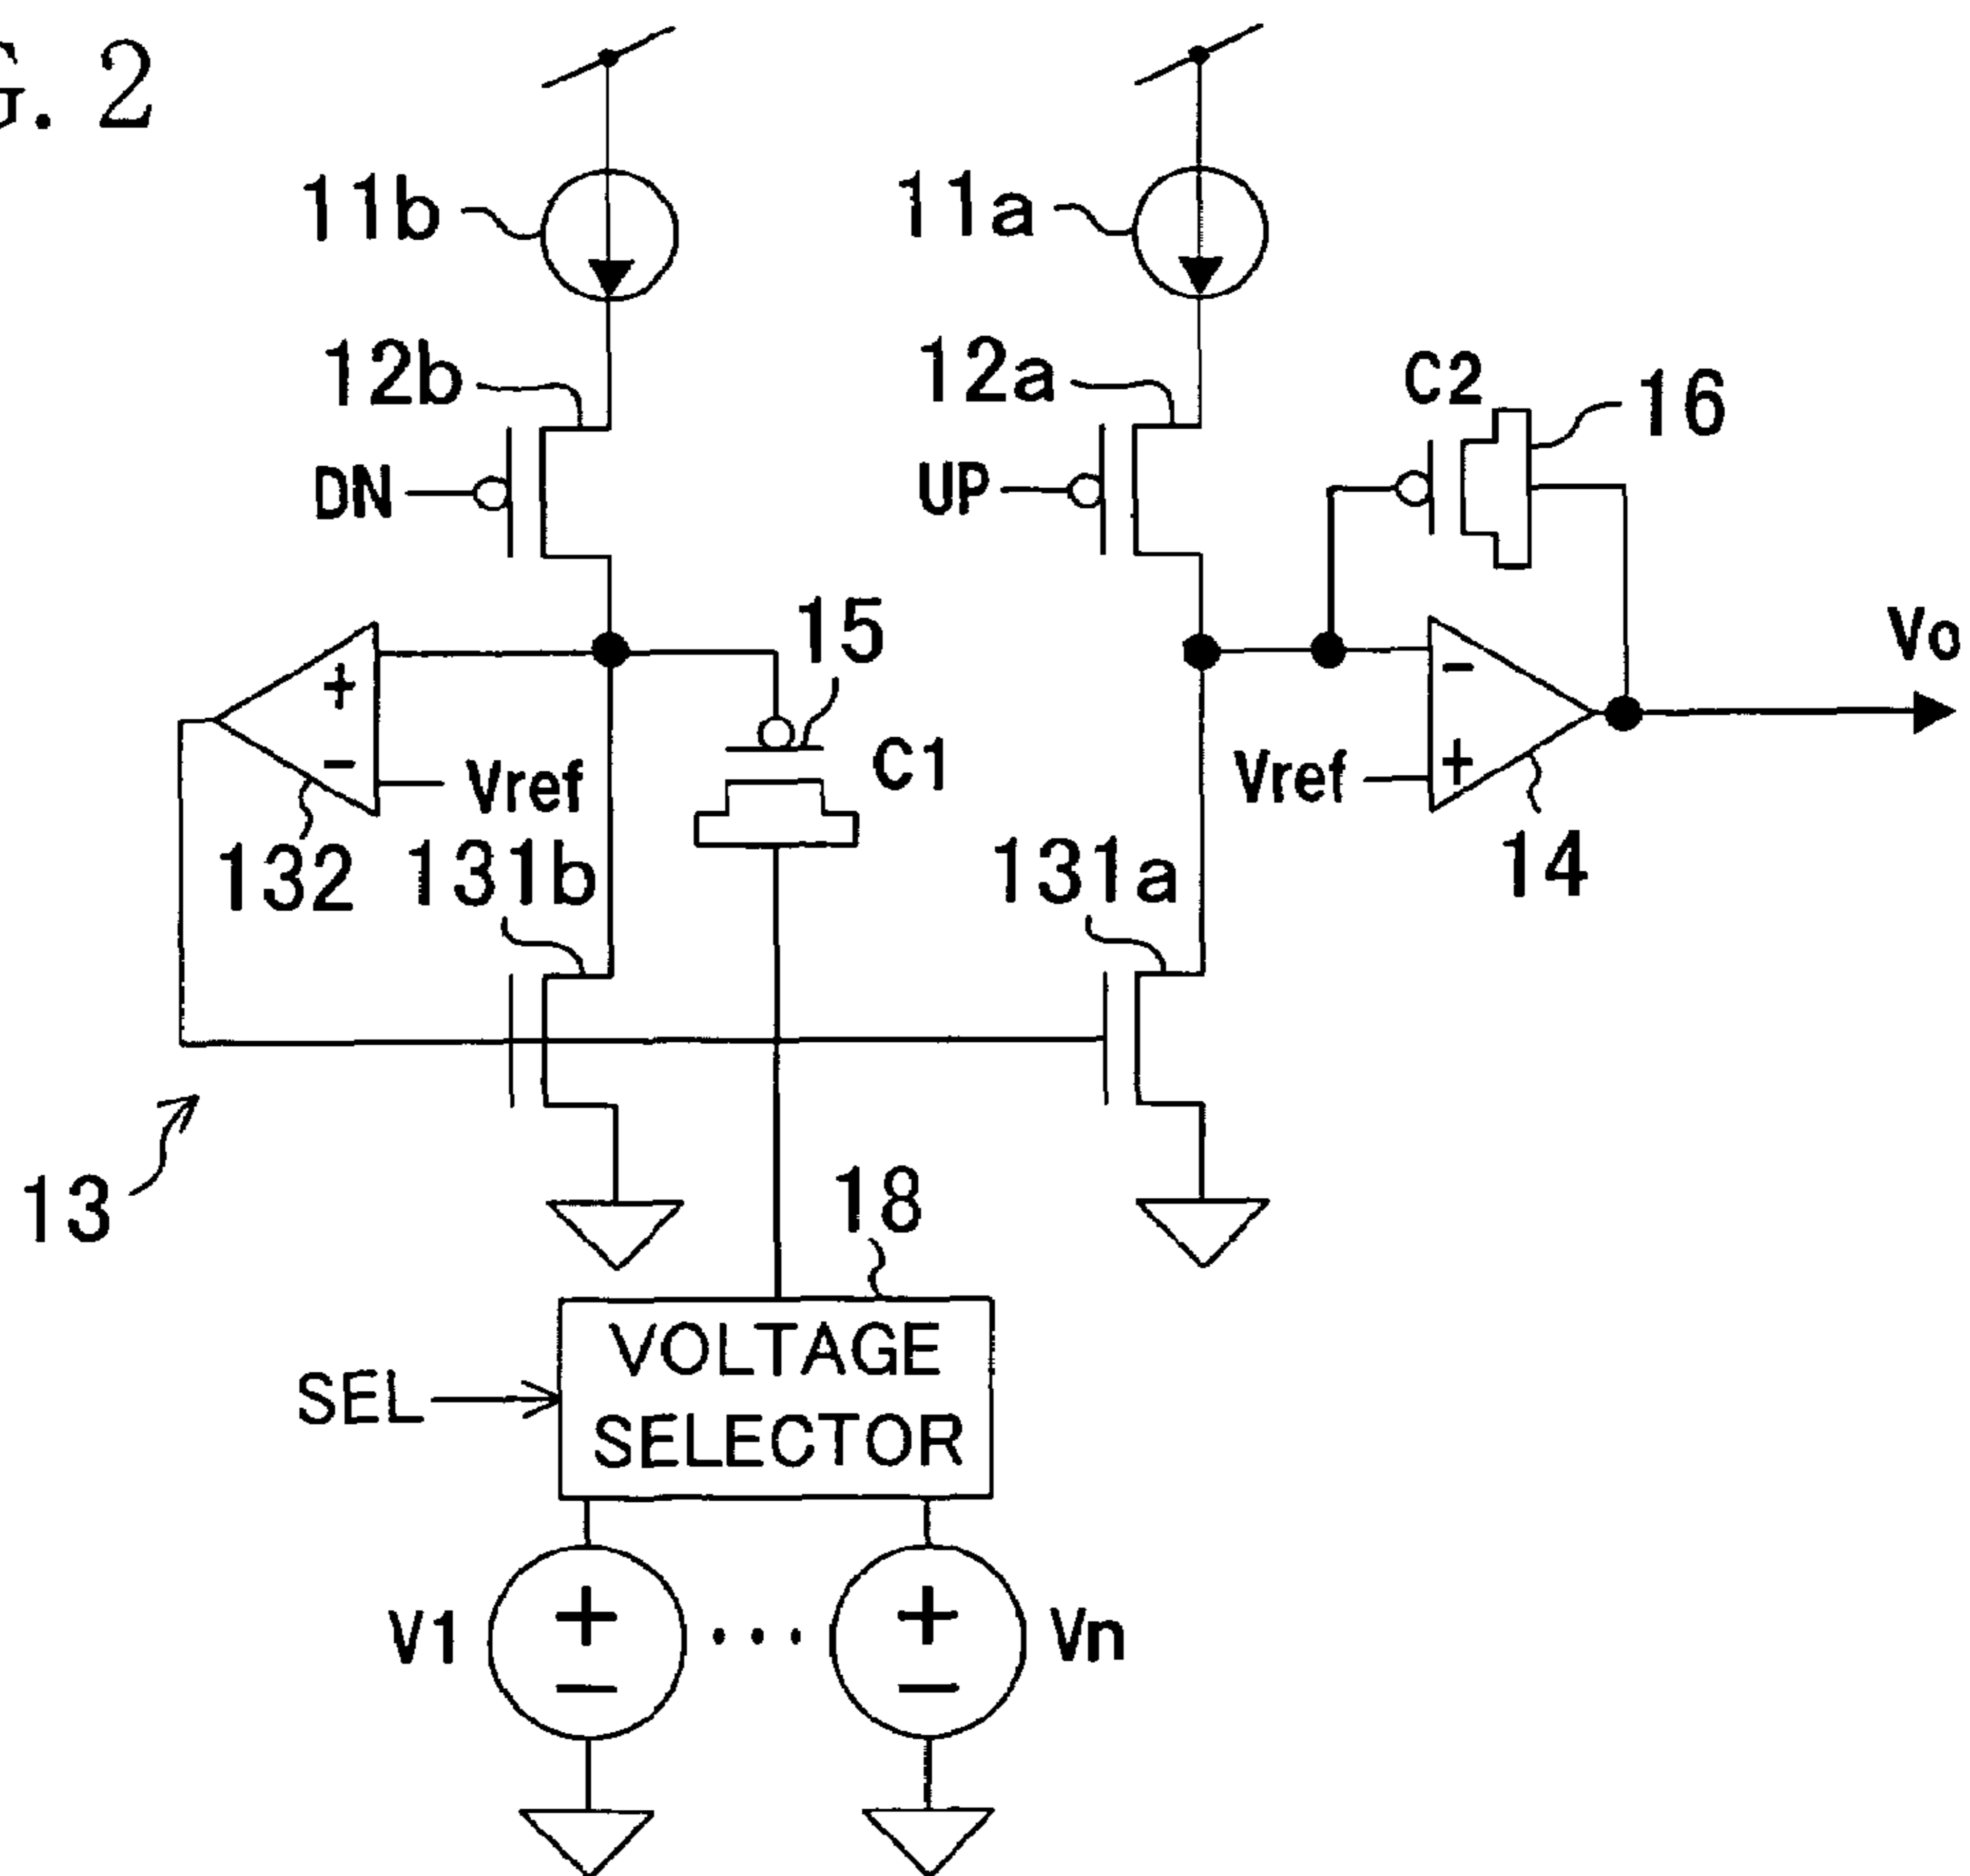 G. 2
11b
11a
12b
12a
C2
16
DN
UP
15
Vo
+
-
Vref
C1
-
+
Vref
132
131b
131a
14
13
18
VOLTAGE
SELECTOR
SEL
V1
+
-
...
+
-
Vn